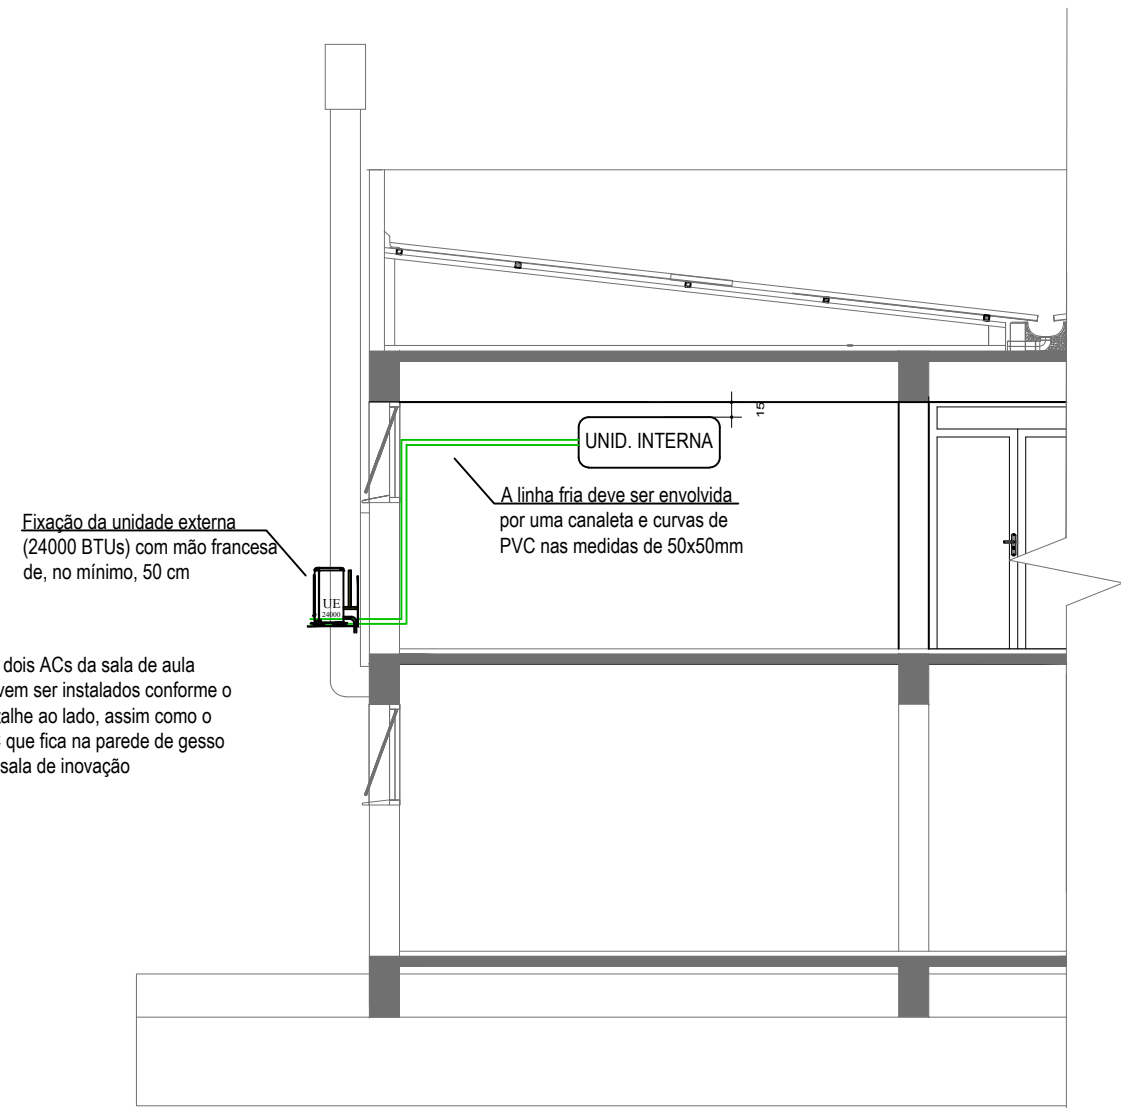 15
UNID. INTERNA
A linha fria deve ser envolvida
por uma canaleta e curvas de
PVC nas medidas de 50x50mm
Fixação da unidade externa
(24000 BTUs) com mão francesa
de, no mínimo, 50 cm
UE
24000
dois ACs da sala de aula
vem ser instalados conforme o
talhe ao lado, assim como o
que fica na parede de gesso
sala de inovação